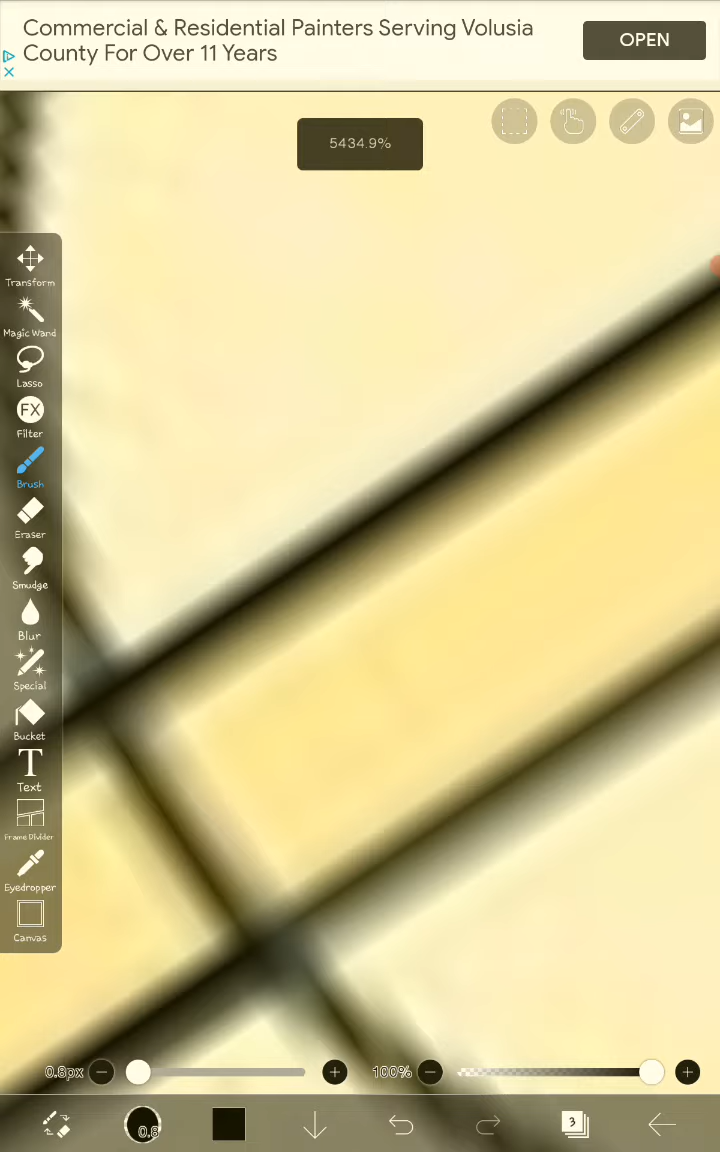 Commercial & Residential Painters Serving Volusia
County For Over 11 Years
OPEN
5434.9%
Transform
Magic Wand
Lasso
FX
Filter
Brush
Eraser
Smudge
Blur
Special
Bucket
T
Text
Frame Divider
Eyedropper
Canvas
0.8px
100%
0.8
3